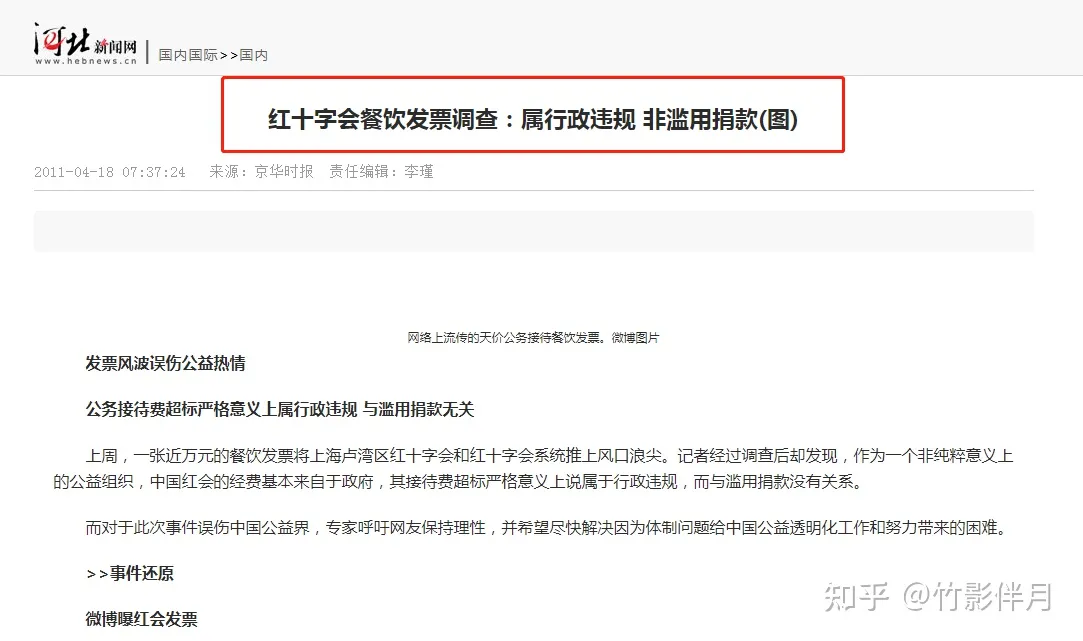 河北新闻网
www.hebnews.cn
国内国际>>国内
红十字会餐饮发票调查：属行政违规 非滥用捐款(图)
2011-04-18 07:37:24 来源：京华时报 责任编辑：李瑾
网络上流传的天价公务接待餐饮发票。微博图片
发票风波误伤公益热情
公务接待费超标严格意义上属行政违规 与滥用捐款无关
上周，一张近万元的餐饮发票将上海卢湾区红十字会和红十字会系统推上风口浪尖。记者经过调查后却发现，作为一个非纯粹意义上
的公益组织，中国红会的经费基本来自于政府，其接待费超标严格意义上说属于行政违规，而与滥用捐款没有关系。
而对于此次事件误伤中国公益界，专家呼吁网友保持理性，并希望尽快解决因为体制问题给中国公益透明化工作和努力带来的困难。
>>事件还原
微博曝红会发票
知乎 @竹影伴月